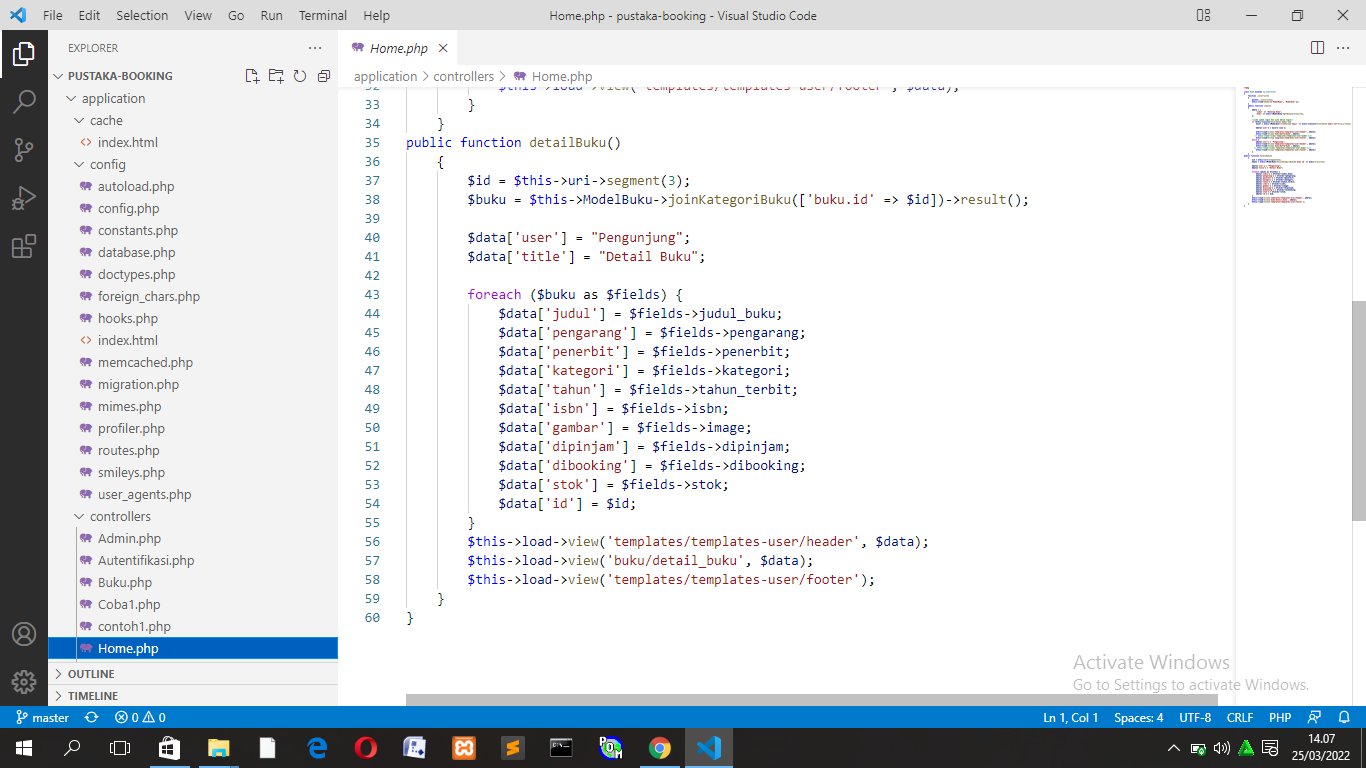 File Edit Selection View Go Run Terminal Help
Home.php - pustaka-booking - Visual Studio Code
EXPLORER
PUSTAKA-BOOKING
application
cache
index.html
config
autoload.php
config.php
constants.php
database.php
doctypes.php
foreign_chars.php
hooks.php
index.html
memcached.php
migration.php
mimes.php
profiler.php
routes.php
smileys.php
user_agents.php
controllers
Admin.php
Autentifikasi.php
Buku.php
Coba1.php
contoh1.php
Home.php
OUTLINE
TIMELINE
Home.php
application > controllers > Home.php
32 $this->load->view('templates/templates-user/footer', $data);
33 }
34 }
35 public function detailBuku()
36 {
37 $id = $this->uri->segment(3);
38 $buku = $this->ModelBuku->joinKategoriBuku(['buku.id' => $id])->result();
39
40 $data['user'] = "Pengunjung";
41 $data['title'] = "Detail Buku";
42
43 foreach ($buku as $fields) {
44 $data['judul'] = $fields->judul_buku;
45 $data['pengarang'] = $fields->pengarang;
46 $data['penerbit'] = $fields->penerbit;
47 $data['kategori'] = $fields->kategori;
48 $data['tahun'] = $fields->tahun_terbit;
49 $data['isbn'] = $fields->isbn;
50 $data['gambar'] = $fields->image;
51 $data['dipinjam'] = $fields->dipinjam;
52 $data['dibooking'] = $fields->dibooking;
53 $data['stok'] = $fields->stok;
54 $data['id'] = $id;
55 }
56 $this->load->view('templates/templates-user/header', $data);
57 $this->load->view('buku/detail_buku', $data);
58 $this->load->view('templates/templates-user/footer');
59 }
60 }
Activate Windows
Go to Settings to activate Windows.
master
0 0
Ln 1, Col 1 Spaces: 4 UTF-8 CRLF PHP
14.07
25/03/2022